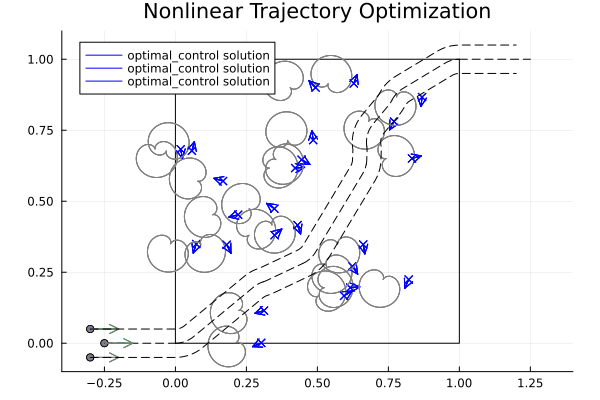 Nonlinear Trajectory Optimization
optimal_control solution
optimal_control solution
optimal_control solution
1.00
0.75
0.50
0.25
0.00
−0.25 0.00 0.25 0.50 0.75 1.00 1.25